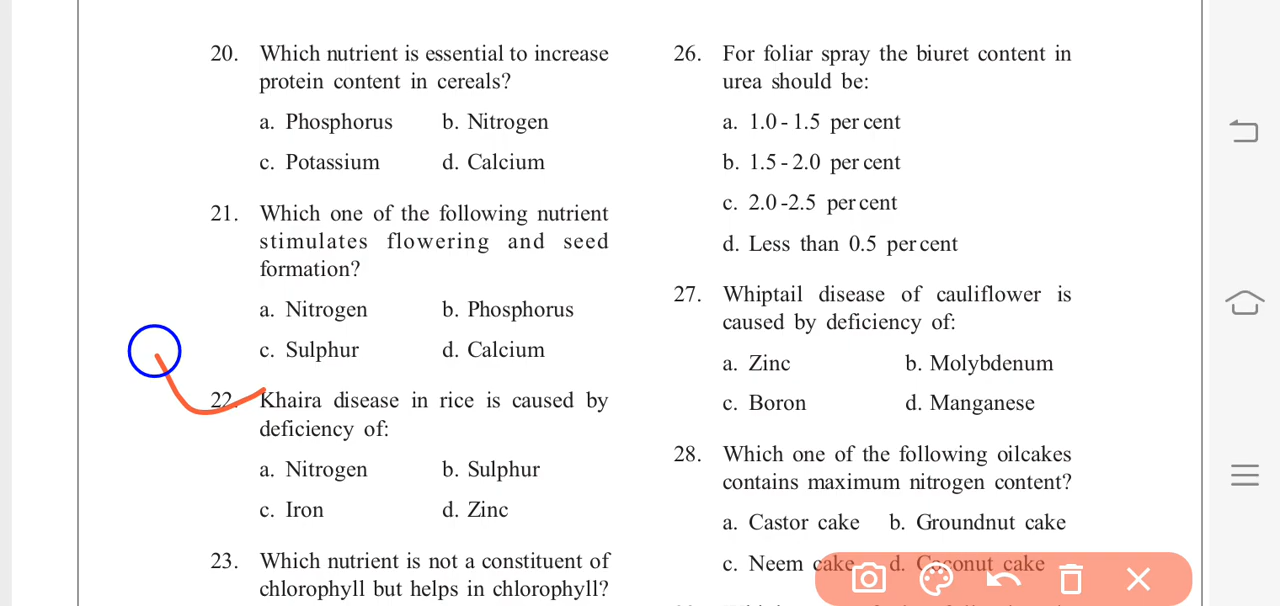 20. Which nutrient is essential to increase
protein content in cereals?
a. Phosphorus b. Nitrogen
c. Potassium d. Calcium
21. Which one of the following nutrient
stimulates flowering and seed
formation?
a. Nitrogen b. Phosphorus
c. Sulphur d. Calcium
22. Khaira disease in rice is caused by
deficiency of:
a. Nitrogen b. Sulphur
c. Iron d. Zinc
23. Which nutrient is not a constituent of
chlorophyll but helps in chlorophyll?
26. For foliar spray the biuret content in
urea should be:
a. 1.0 - 1.5 per cent
b. 1.5 - 2.0 per cent
c. 2.0 -2.5 per cent
d. Less than 0.5 per cent
27. Whiptail disease of cauliflower is
caused by deficiency of:
a. Zinc b. Molybdenum
c. Boron d. Manganese
28. Which one of the following oilcakes
contains maximum nitrogen content?
a. Castor cake b. Groundnut cake
c. Neem cake d. Coconut cake